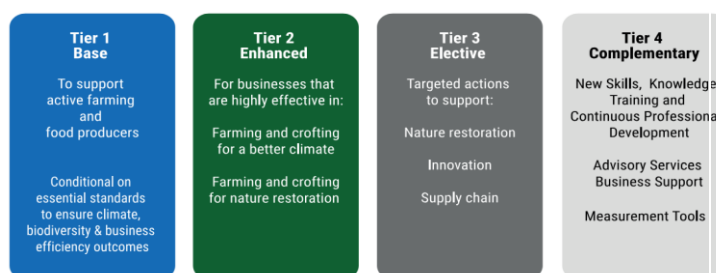 Tier 1
Base
To support
active farming
and
food producers
Conditional on
essential standards
to ensure climate,
biodiversity & business
efficiency outcomes
Tier 2
Enhanced
For businesses that
are highly effective in:
Farming and crofting
for a better climate
Farming and crofting
for nature restoration
Tier 3
Elective
Targeted actions
to support:
Nature restoration
Innovation
Supply chain
Tier 4
Complementary
New Skills, Knowledge
Training and
Continuous Professiona
Development
Advisory Services
Business Support
Measurement Tools